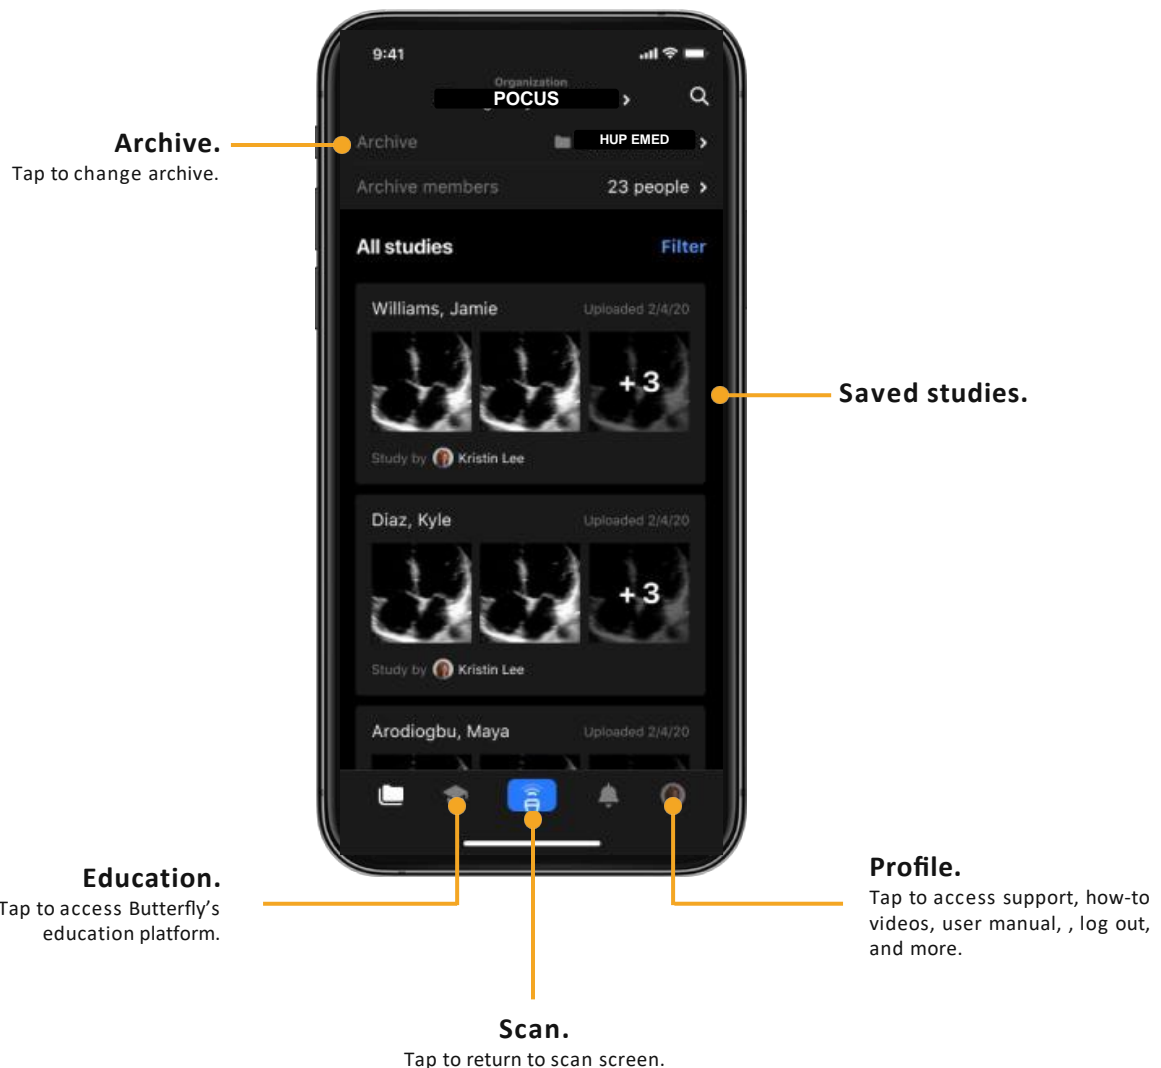 9:41
Organization
POCUS
Archive
HUP EMED
Archive members
23 people
All studies
Filter
Williams, Jamie
Uploaded 2/4/20
+ 3
Study by Kristin Lee
Diaz, Kyle
Uploaded 2/4/20
+ 3
Study by Kristin Lee
Arodiogbu, Maya
Uploaded 2/4/20
Archive.
Tap to change archive.
Saved studies.
Education.
Tap to access Butterfly's
education platform.
Scan.
Tap to return to scan screen.
Profile.
Tap to access support, how-to
videos, user manual, , log out,
and more.